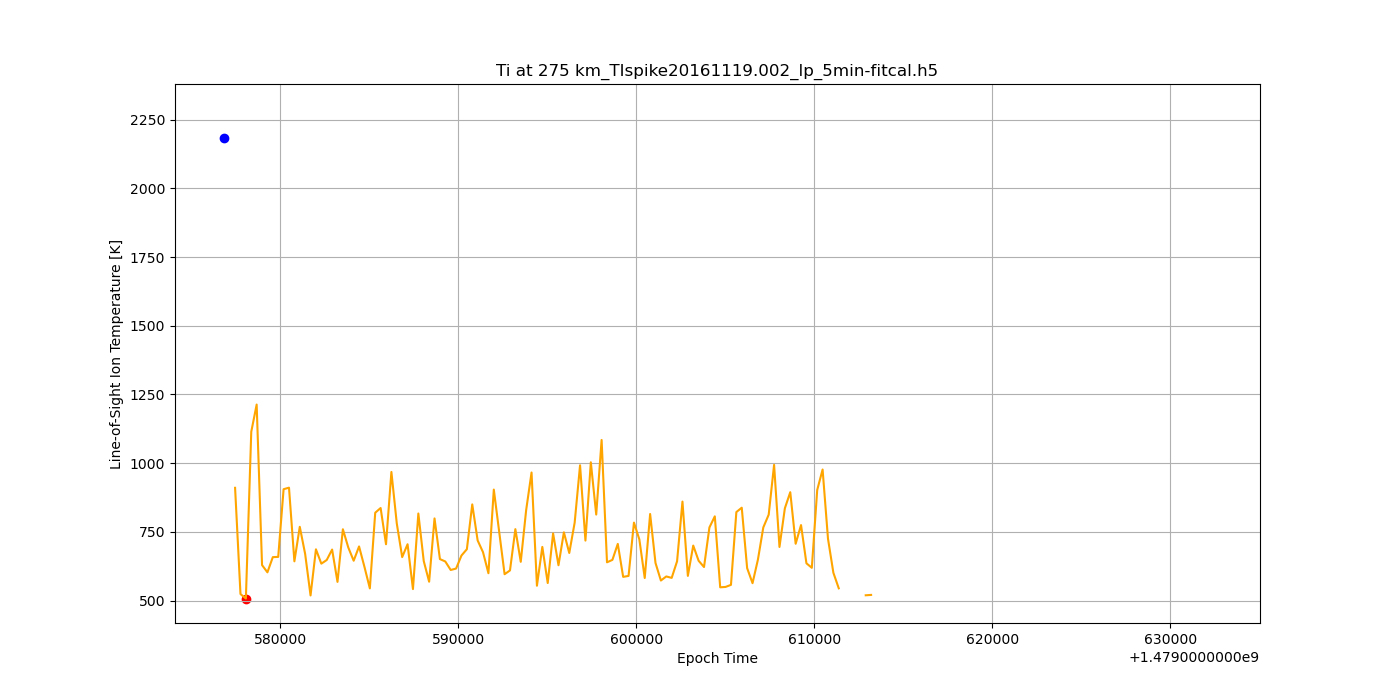 Ti at 275 km_TIspike20161119.002_lp_5min-fitcal.h5
Line-of-Sight Ion Temperature [K]
2250
2000
1750
1500
1250
1000
750
500
580000 590000 600000 610000 620000 630000
Epoch Time
+1.4790000000e9